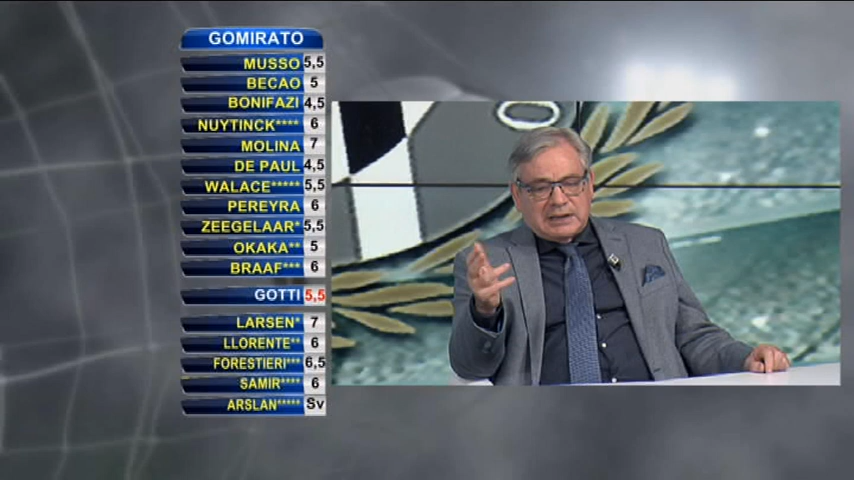 GOMIRATO
MUSSO 5,5
BECAO 5
BONIFAZI 4,5
NUYTINCK**** 6
MOLINA 7
DE PAUL 4,5
WALACE***** 5,5
PEREYRA 6
ZEEGELAAR* 5,5
OKAKA** 5
BRAAF*** 6
GOTTI 5,5
LARSEN* 7
LLORENTE** 6
FORESTIERI*** 6,5
SAMIR**** 6
ARSLAN***** Sv